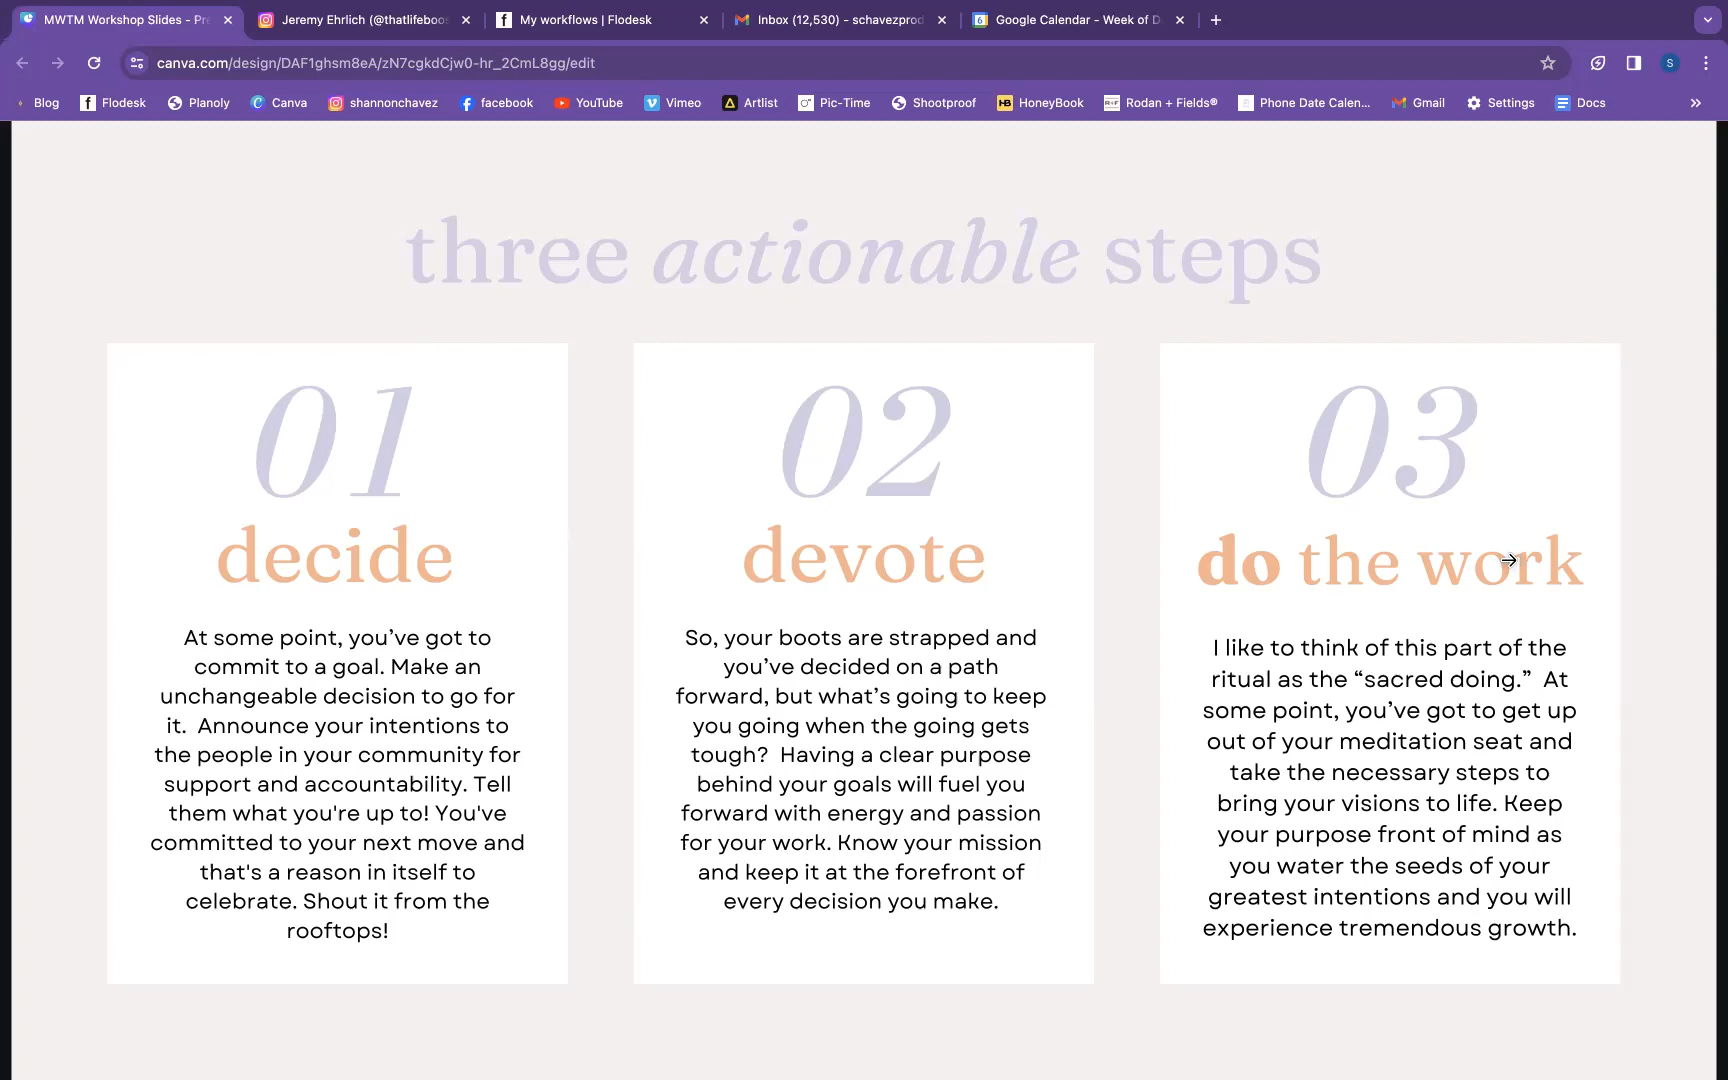 MWTM Workshop Slides - Pre
Jeremy Ehrlich (@thatlifeboos
My workflows | Flodesk
Inbox (12,530) - schavezprod
Google Calendar - Week of D
canva.com/design/DAF1ghsm8eA/zN7cgkdCjw0-hr_2CmL8gg/edit
S
Blog
Flodesk
Planoly
Canva
shannonchavez
facebook
YouTube
Vimeo
Artlist
Pic-Time
Shootproof
HoneyBook
Rodan + Fields®
Phone Date Calen...
Gmail
Settings
Docs
three actionable steps
01
decide
At some point, you’ve got to
commit to a goal. Make an
unchangeable decision to go for
it.  Announce your intentions to
the people in your community for
support and accountability. Tell
them what you're up to! You've
committed to your next move and
that's a reason in itself to
celebrate. Shout it from the
rooftops!
02
devote
So, your boots are strapped and
you’ve decided on a path
forward, but what’s going to keep
you going when the going gets
tough?  Having a clear purpose
behind your goals will fuel you
forward with energy and passion
for your work. Know your mission
and keep it at the forefront of
every decision you make.
03
do the work
I like to think of this part of the
ritual as the “sacred doing.”  At
some point, you’ve got to get up
out of your meditation seat and
take the necessary steps to
bring your visions to life. Keep
your purpose front of mind as
you water the seeds of your
greatest intentions and you will
experience tremendous growth.